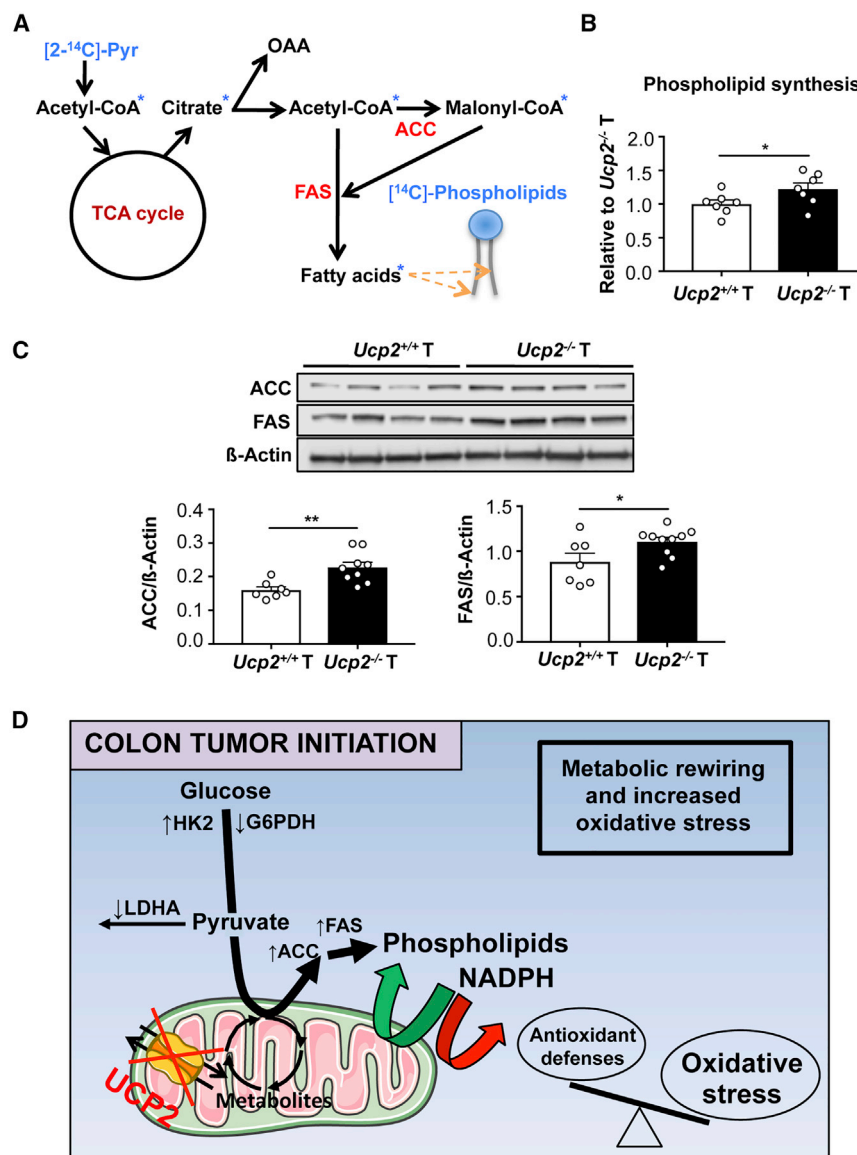 A
[2-¹⁴C]-Pyr
OAA
Acetyl-CoA*
Citrate*
Acetyl-CoA*
Malonyl-CoA*
ACC
TCA cycle
FAS
[¹⁴C]-Phospholipids
Fatty acids*
B
Phospholipid synthesis
Relative to Ucp2⁻/⁻ T
2.0
1.5
1.0
0.5
0.0
*
Ucp2⁺/⁺ T
Ucp2⁻/⁻ T
C
Ucp2⁺/⁺ T
Ucp2⁻/⁻ T
ACC
FAS
ß-Actin
ACC/ß-Actin
0.4
0.3
0.2
0.1
0.0
**
Ucp2⁺/⁺ T
Ucp2⁻/⁻ T
FAS/ß-Actin
1.5
1.0
0.5
0.0
*
Ucp2⁺/⁺ T
Ucp2⁻/⁻ T
D
COLON TUMOR INITIATION
Metabolic rewiring
and increased
oxidative stress
Glucose
↑HK2
↓G6PDH
↓LDHA
Pyruvate
↑FAS
↑ACC
Phospholipids
NADPH
UCP2
Metabolites
Antioxidant
defenses
Oxidative
stress